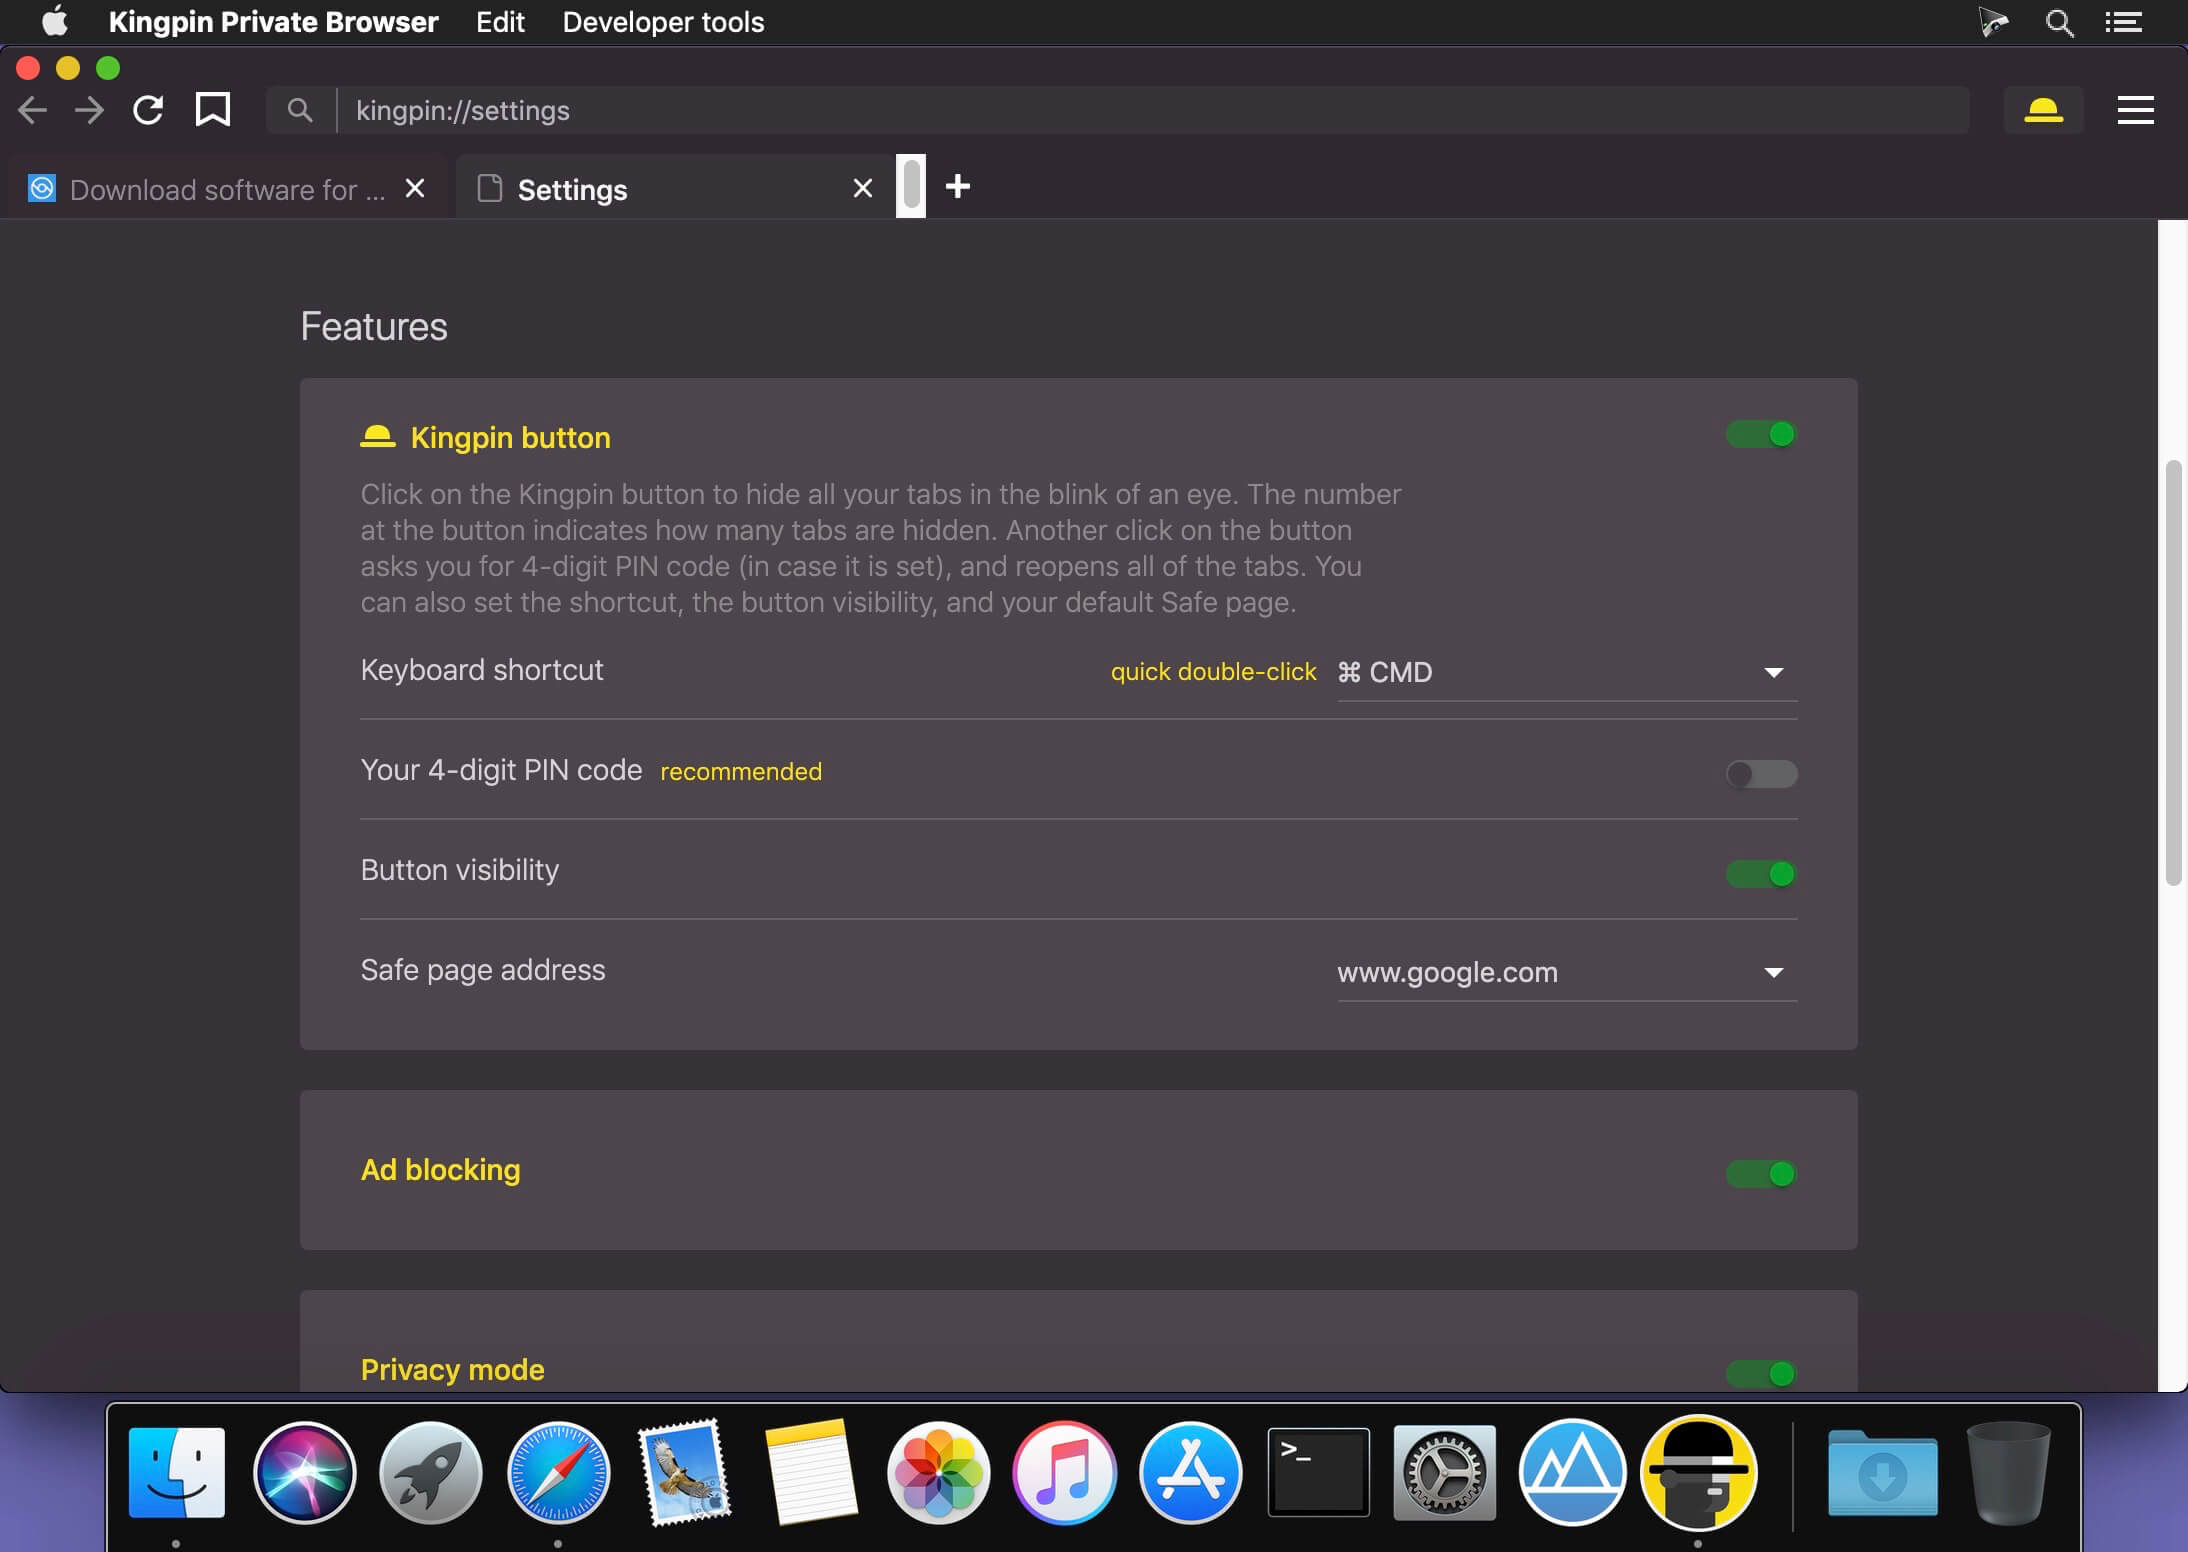 Kingpin Private Browser Edit Developer tools
kingpin://settings
Download software for ... Settings
Features
Kingpin button
Click on the Kingpin button to hide all your tabs in the blink of an eye. The number
at the button indicates how many tabs are hidden. Another click on the button
asks you for 4-digit PIN code (in case it is set), and reopens all of the tabs. You
can also set the shortcut, the button visibility, and your default Safe page.
Keyboard shortcut quick double-click ⌘ CMD
Your 4-digit PIN code recommended
Button visibility
Safe page address www.google.com
Ad blocking
Privacy mode
>_